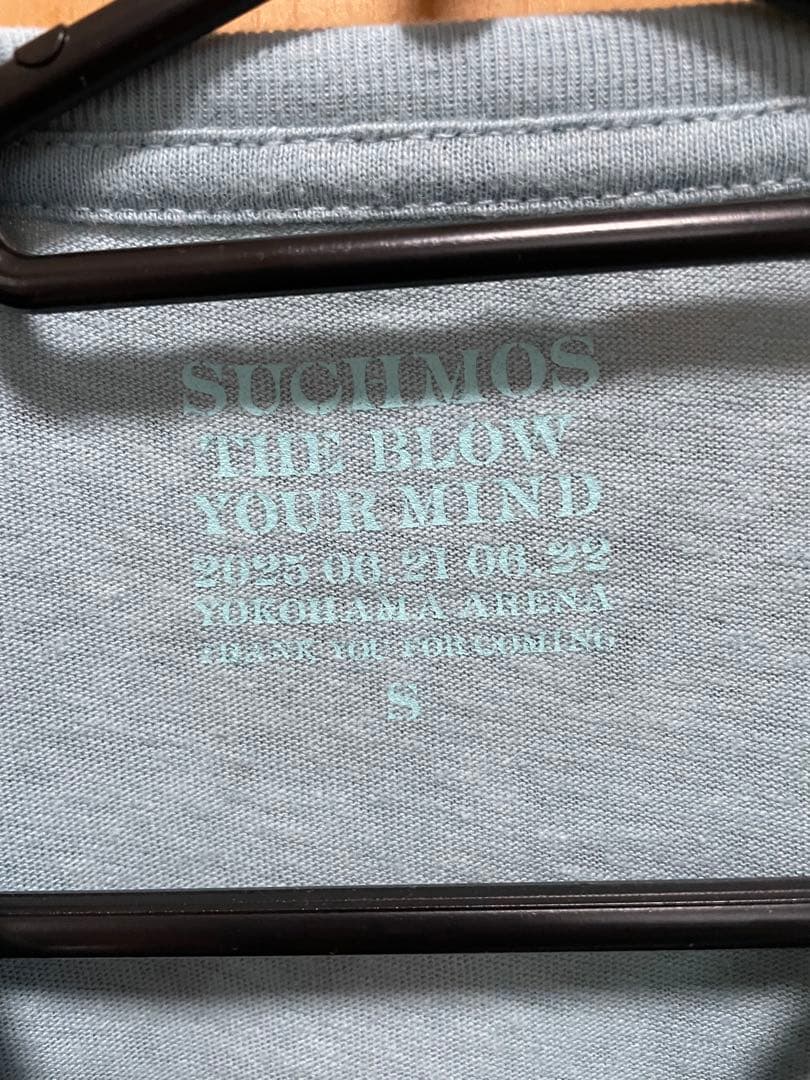 SUCHMOS
THE BLOW
YOUR MIND
2025 06.21 06.22
YOKOHAMA ARENA
THANK YOU FOR COMING
S